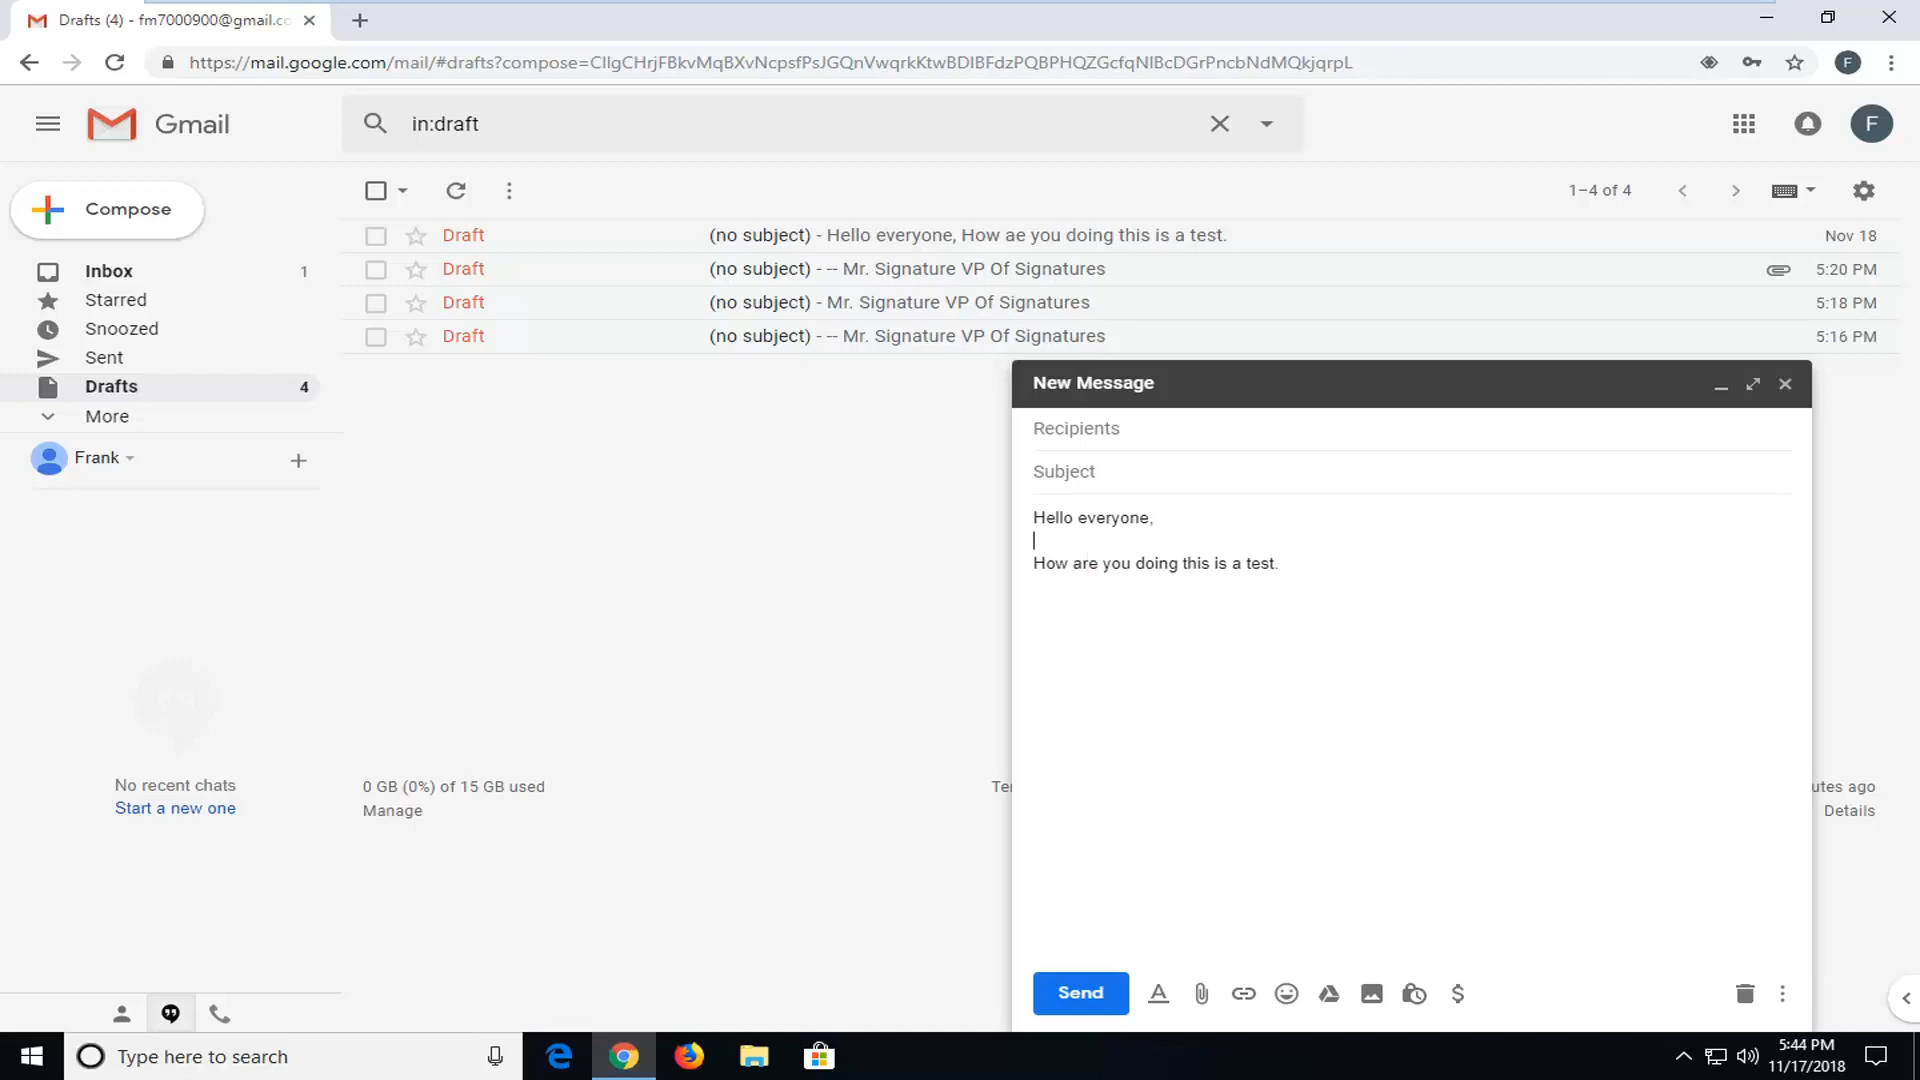 Drafts (4) - fm7000900@gmail.co
https://mail.google.com/mail/#drafts?compose=CllgCHrjFBkvMqBXvNcpsfPsJGQnVwqrkKtwBDlBFdzPQBPHQZGcfqNlBcDGrPncbNdMQkjqrpL
F
Gmail
in:draft
F
Compose
1–4 of 4
Draft (no subject) - Hello everyone, How ae you doing this is a test. Nov 18
Draft (no subject) - -- Mr. Signature VP Of Signatures 5:20 PM
Draft (no subject) - Mr. Signature VP Of Signatures 5:18 PM
Draft (no subject) - -- Mr. Signature VP Of Signatures 5:16 PM
Inbox 1
Starred
Snoozed
Sent
Drafts 4
More
Frank
New Message
Recipients
Subject
Hello everyone,
How are you doing this is a test.
No recent chats
Start a new one
0 GB (0%) of 15 GB used
Manage
Ter
utes ago
Details
Send
Type here to search
5:44 PM
11/17/2018